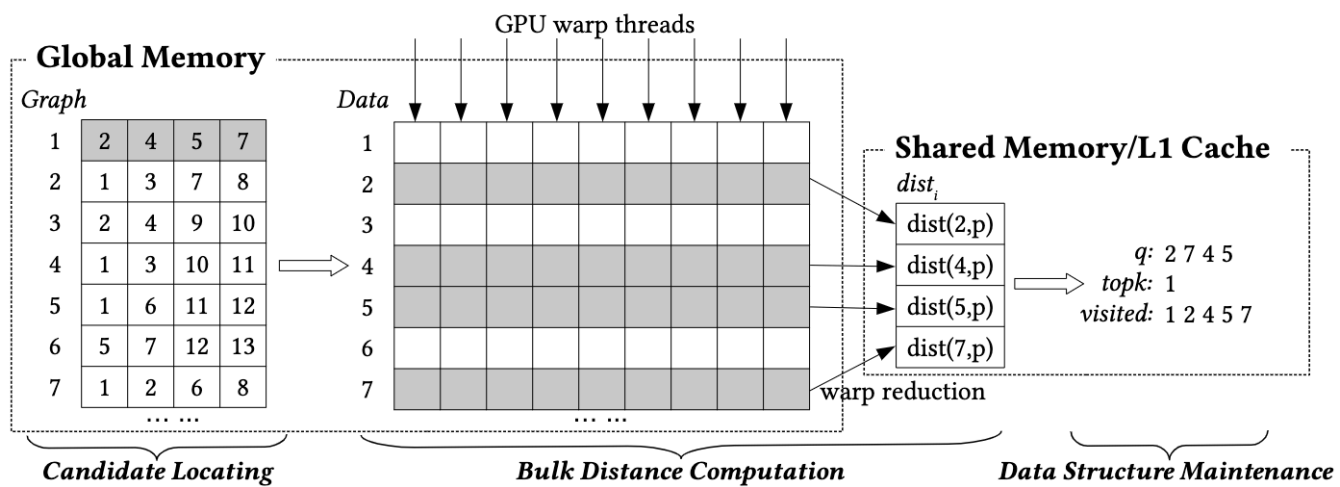 GPU warp threads
Global Memory
Graph
1 2 4 5 7
2 1 3 7 8
3 2 4 9 10
4 1 3 10 11
5 1 6 11 12
6 5 7 12 13
7 1 2 6 8
... ...
Data
1
2
3
4
5
6
7
... ...
Shared Memory/L1 Cache
dist_i
dist(2,p)
dist(4,p)
dist(5,p)
dist(7,p)
warp reduction
q: 2 7 4 5
topk: 1
visited: 1 2 4 5 7
Candidate Locating
Bulk Distance Computation
Data Structure Maintenance